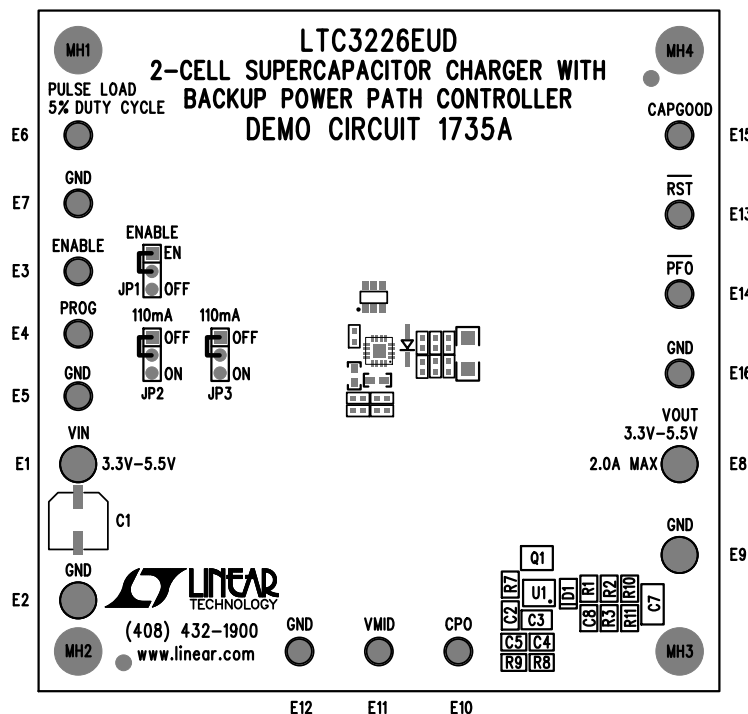 MH1
LTC3226EUD
MH4
2-CELL SUPERCAPACITOR CHARGER WITH
BACKUP POWER PATH CONTROLLER
DEMO CIRCUIT 1735A
PULSE LOAD
5% DUTY CYCLE
CAPGOOD
E6
E15
GND
RST
E7
E13
ENABLE
ENABLE
EN
PFO
E3
JP1
OFF
E14
PROG
110mA
110mA
OFF
OFF
E4
GND
GND
ON
ON
E16
E5
JP2
JP3
VIN
VOUT
3.3V-5.5V
E1
3.3V-5.5V
2.0A MAX
E8
C1
GND
E9
Q1
GND
LT LINEAR
TECHNOLOGY
R7
U1
D1
R1
R2
R10
C7
E2
C2
C3
C8
R3
R11
(408) 432-1900
www.linear.com
GND
VMID
CPO
C5
C4
R9
R8
MH2
MH3
E12
E11
E10